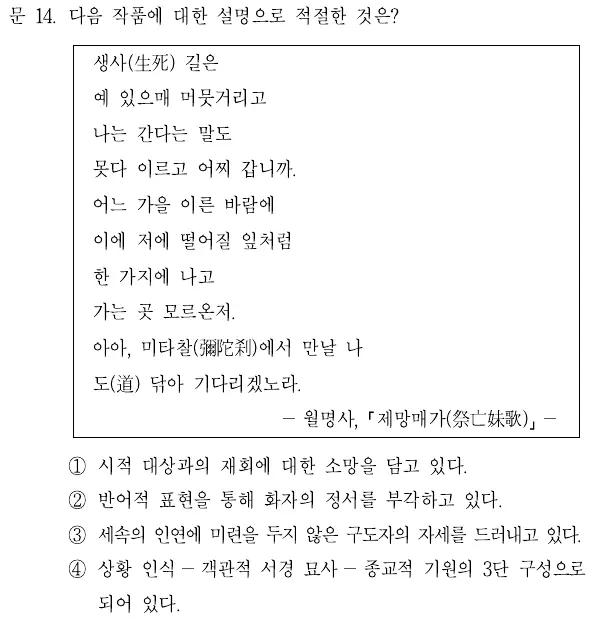 문 14. 다음 작품에 대한 설명으로 적절한 것은?
생사(生死) 길은
예 있으매 머뭇거리고
나는 간다는 말도
못다 이르고 어찌 갑니까.
어느 가을 이른 바람에
이에 저에 떨어질 잎처럼
한 가지에 나고
가는 곳 모르온저.
아아, 미타찰(彌陀刹)에서 만날 나
도(道) 닦아 기다리겠노라.
－ 월명사, ｢제망매가(祭亡妹歌)｣ －
① 시적 대상과의 재회에 대한 소망을 담고 있다.
② 반어적 표현을 통해 화자의 정서를 부각하고 있다.
③ 세속의 인연에 미련을 두지 않은 구도자의 자세를 드러내고 있다.
④ 상황 인식 － 객관적 서경 묘사 － 종교적 기원의 3단 구성으로
되어 있다.